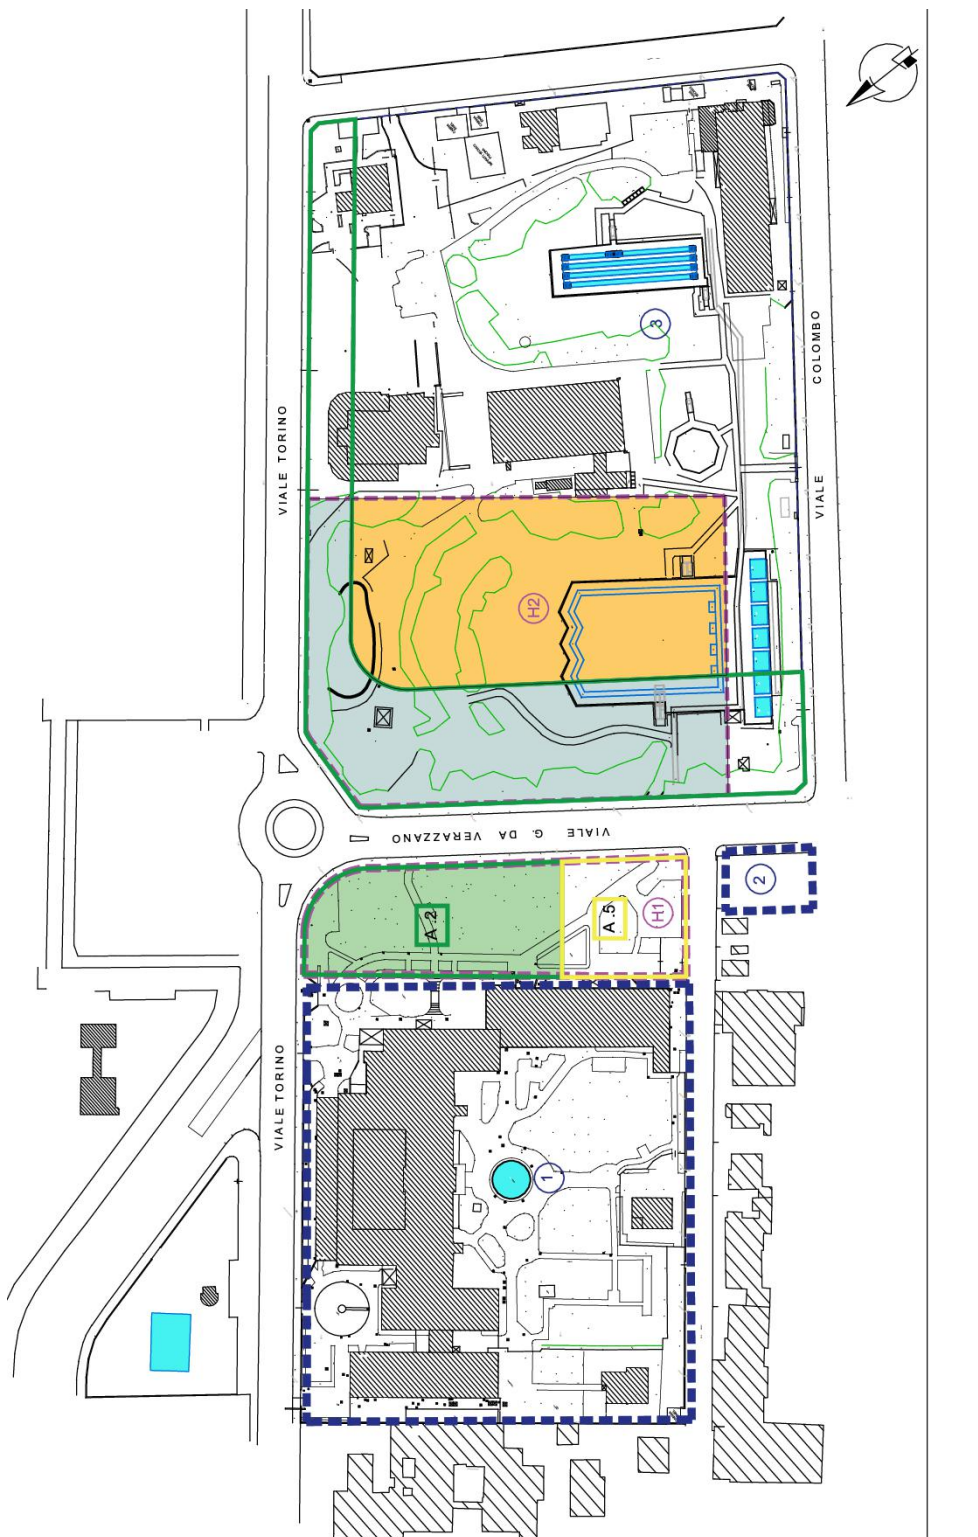 3
COLOMBO
VIALE TORINO
VIALE
H2
VIALE G. DA VERAZZANO
2
A .2
A .5
H1
VIALE TORINO
1